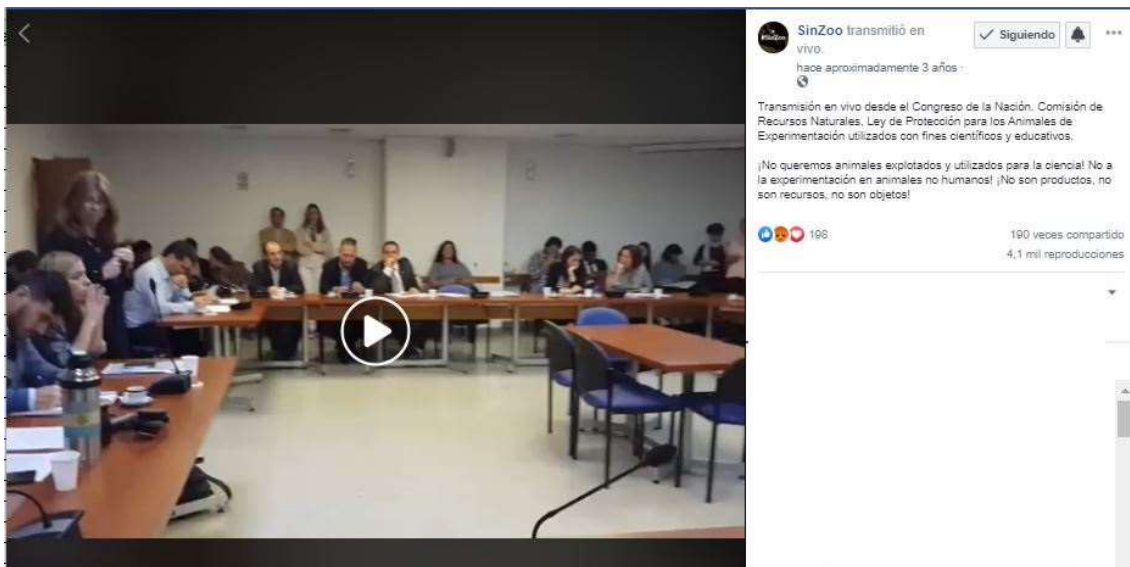 SinZoo transmitió en
vivo.
Siguiendo
hace aproximadamente 3 años ·
Transmisión en vivo desde el Congreso de la Nación. Comisión de
Recursos Naturales, Ley de Protección para los Animales de
Experimentación utilizados con fines científicos y educativos.
¡No queremos animales explotados y utilizados para la ciencia! No a
la experimentación en animales no humanos! ¡No son productos, no
son recursos, no son objetos!
198
190 veces compartido
4,1 mil reproducciones